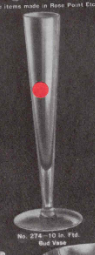 items made in Rose Point Etc
No. 274—10 in. Ftd.
Bud Vase